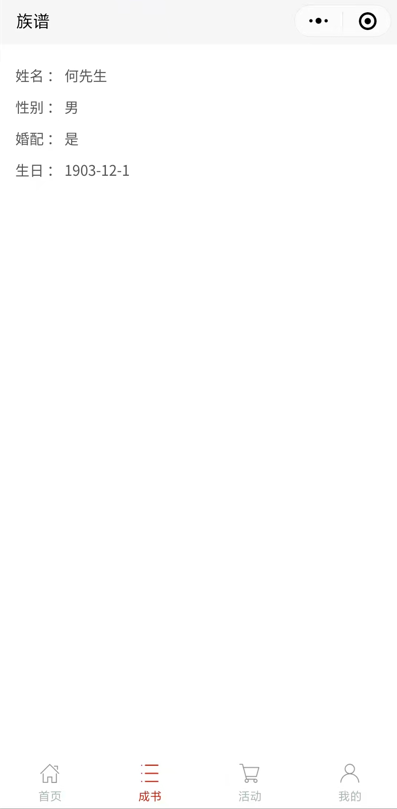 族谱
姓名： 何先生
性别： 男
婚配： 是
生日： 1903-12-1
首页
成书
活动
我的